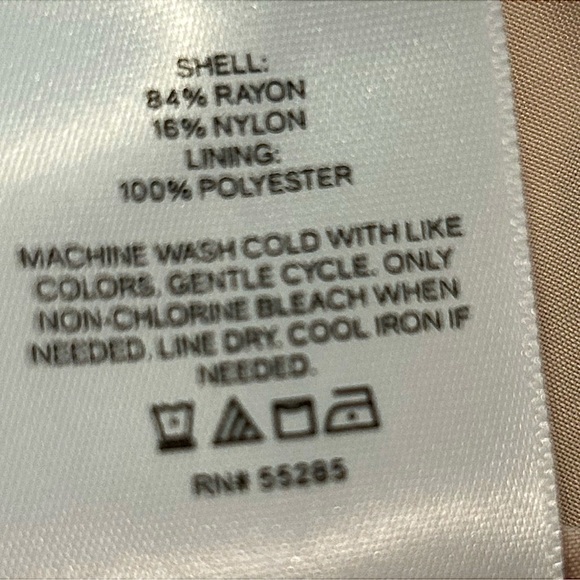 SHELL:
84% RAYON
16% NYLON
LINING:
100% POLYESTER
MACHINE WASH COLD WITH LIKE
COLORS, GENTLE CYCLE. ONLY
NON-CHLORINE BLEACH WHEN
NEEDED. LINE DRY. COOL IRON IF
NEEDED.
RN# 55285